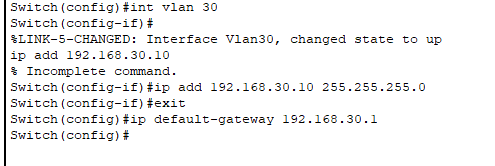 Switch(config)#int vlan 30
Switch(config-if)#
%LINK-5-CHANGED: Interface Vlan30, changed state to up
ip add 192.168.30.10
% Incomplete command.
Switch(config-if)#ip add 192.168.30.10 255.255.255.0
Switch(config-if)#exit
Switch(config)#ip default-gateway 192.168.30.1
Switch(config)#